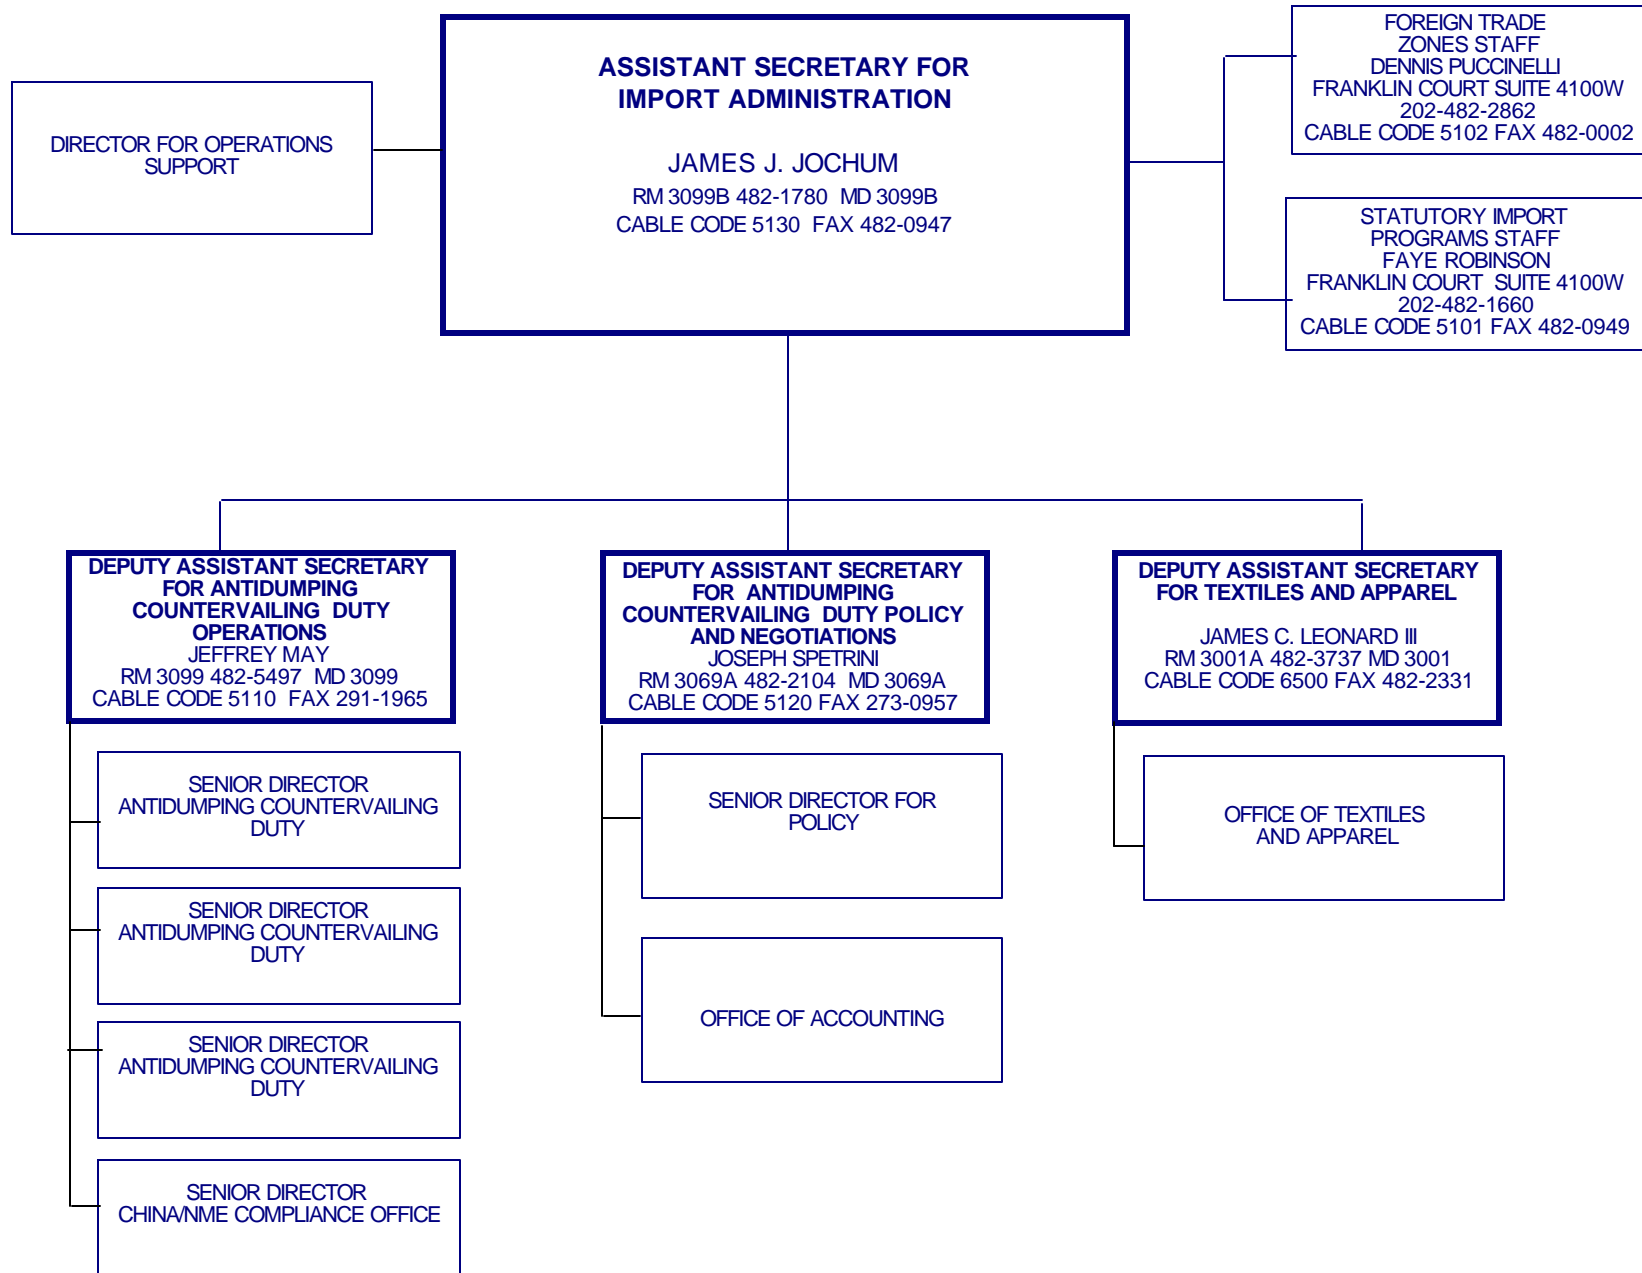 ASSISTANT SECRETARY FOR
IMPORT ADMINISTRATION
JAMES J. JOCHUM
RM 3099B 482-1780 MD 3099B
CABLE CODE 5130 FAX 482-0947
DIRECTOR FOR OPERATIONS
SUPPORT
FOREIGN TRADE
ZONES STAFF
DENNIS PUCCINELLI
FRANKLIN COURT SUITE 4100W
202-482-2862
CABLE CODE 5102 FAX 482-0002
STATUTORY IMPORT
PROGRAMS STAFF
FAYE ROBINSON
FRANKLIN COURT SUITE 4100W
202-482-1660
CABLE CODE 5101 FAX 482-0949
DEPUTY ASSISTANT SECRETARY
FOR ANTIDUMPING
COUNTERVAILING DUTY
OPERATIONS
JEFFREY MAY
RM 3099 482-5497 MD 3099
CABLE CODE 5110 FAX 291-1965
SENIOR DIRECTOR
ANTIDUMPING COUNTERVAILING
DUTY
SENIOR DIRECTOR
ANTIDUMPING COUNTERVAILING
DUTY
SENIOR DIRECTOR
ANTIDUMPING COUNTERVAILING
DUTY
SENIOR DIRECTOR
CHINA/NME COMPLIANCE OFFICE
DEPUTY ASSISTANT SECRETARY
FOR ANTIDUMPING
COUNTERVAILING DUTY POLICY
AND NEGOTIATIONS
JOSEPH SPETRINI
RM 3069A 482-2104 MD 3069A
CABLE CODE 5120 FAX 273-0957
SENIOR DIRECTOR FOR
POLICY
OFFICE OF ACCOUNTING
DEPUTY ASSISTANT SECRETARY
FOR TEXTILES AND APPAREL
JAMES C. LEONARD III
RM 3001A 482-3737 MD 3001
CABLE CODE 6500 FAX 482-2331
OFFICE OF TEXTILES
AND APPAREL